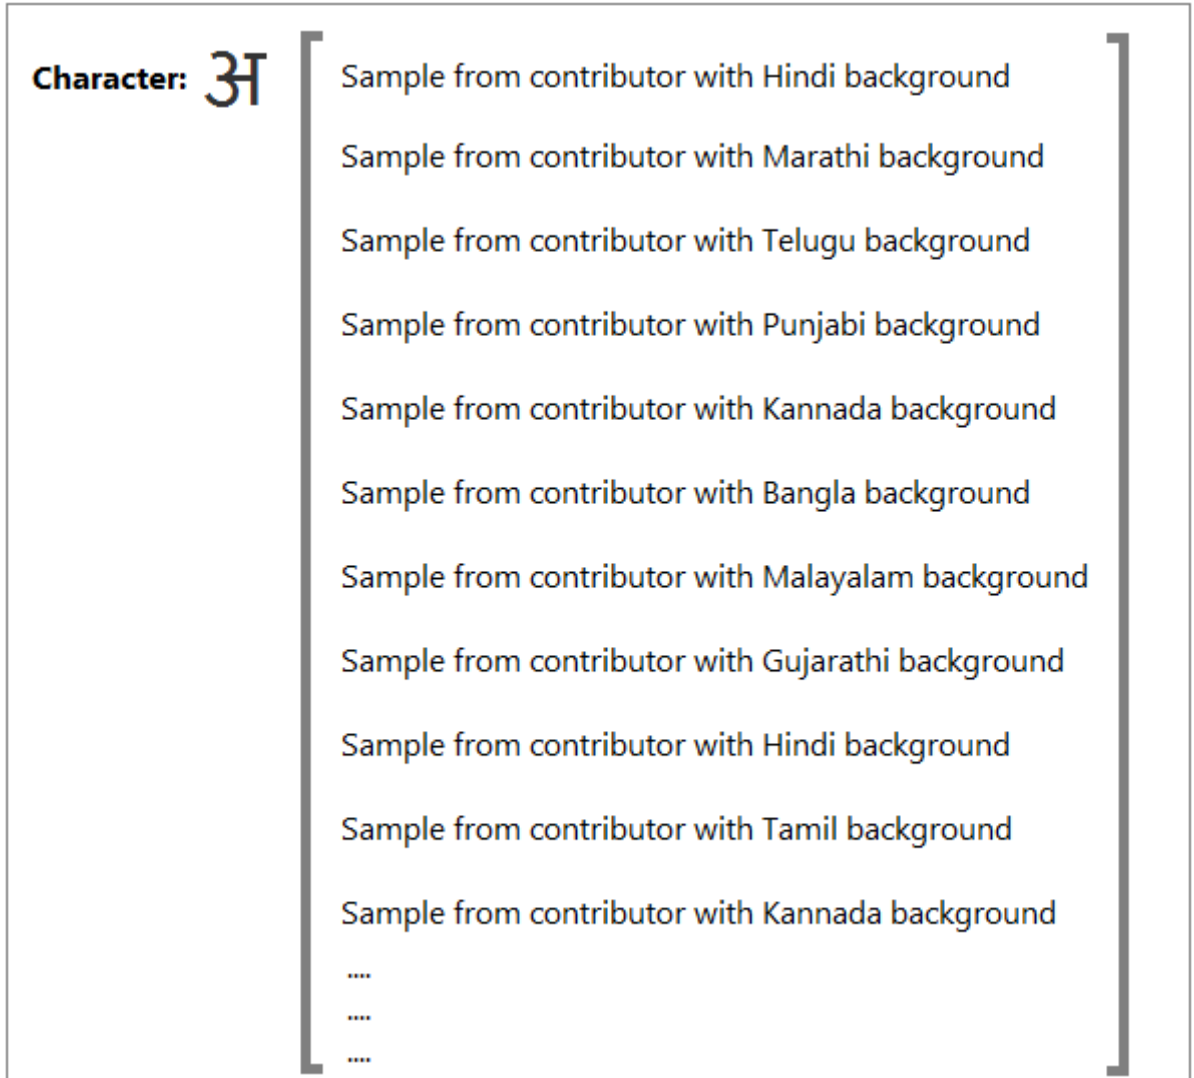 Character: अ Sample from contributor with Hindi background
Sample from contributor with Marathi background
Sample from contributor with Telugu background
Sample from contributor with Punjabi background
Sample from contributor with Kannada background
Sample from contributor with Bangla background
Sample from contributor with Malayalam background
Sample from contributor with Gujarathi background
Sample from contributor with Hindi background
Sample from contributor with Tamil background
Sample from contributor with Kannada background
....
....
....